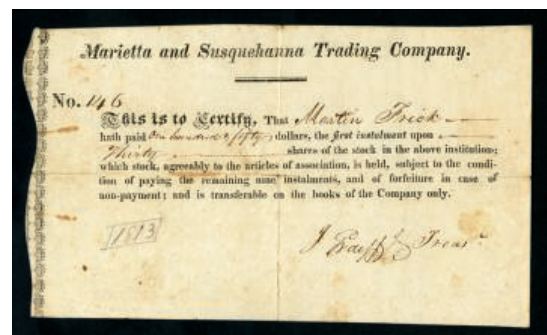 Marietta and Susquehanna Trading Company.
No. 146
This is to Certify, That Martin Frick
hath paid One hundred & fifty dollars, the first instalment upon
Thirty shares of the stock in the above institution;
which stock, agreeably to the articles of association, is held, subject to the condi-
tion of paying the remaining nine instalments, and of forfeiture in case of
non-payment; and is transferable on the books of the Company only.
1813
J Graeff Treasr